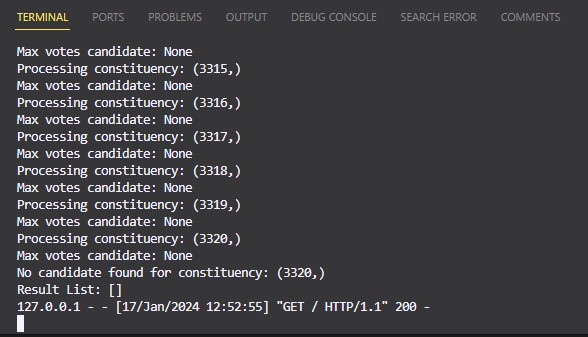 TERMINAL PORTS PROBLEMS OUTPUT DEBUG CONSOLE SEARCH ERROR COMMENTS
Max votes candidate: None
Processing constituency: (3315,)
Max votes candidate: None
Processing constituency: (3316,)
Max votes candidate: None
Processing constituency: (3317,)
Max votes candidate: None
Processing constituency: (3318,)
Max votes candidate: None
Processing constituency: (3319,)
Max votes candidate: None
Processing constituency: (3320,)
Max votes candidate: None
No candidate found for constituency: (3320,)
Result List: []
127.0.0.1 - - [17/Jan/2024 12:52:55] "GET / HTTP/1.1" 200 -